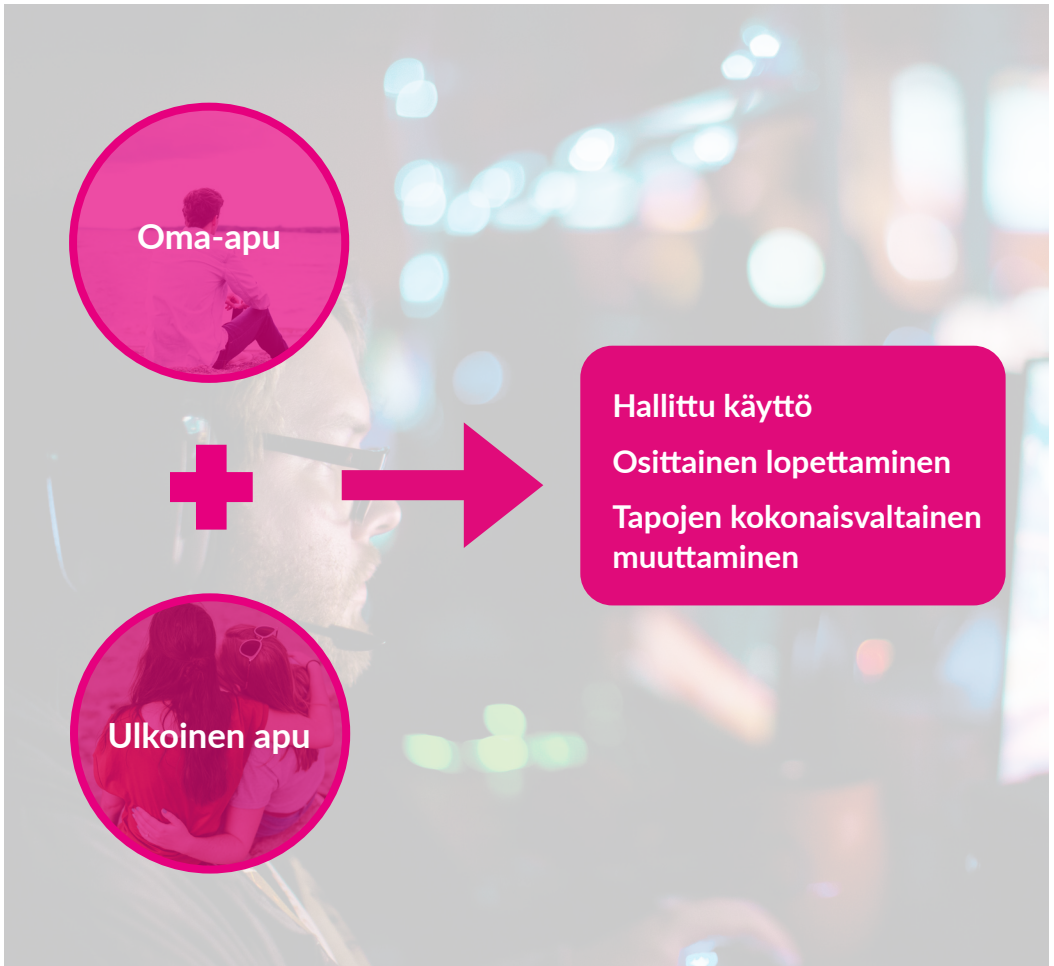 Oma-apu
Ulkoinen apu
Hallittu käyttö
Osittainen lopettaminen
Tapojen kokonaisvaltainen
muuttaminen